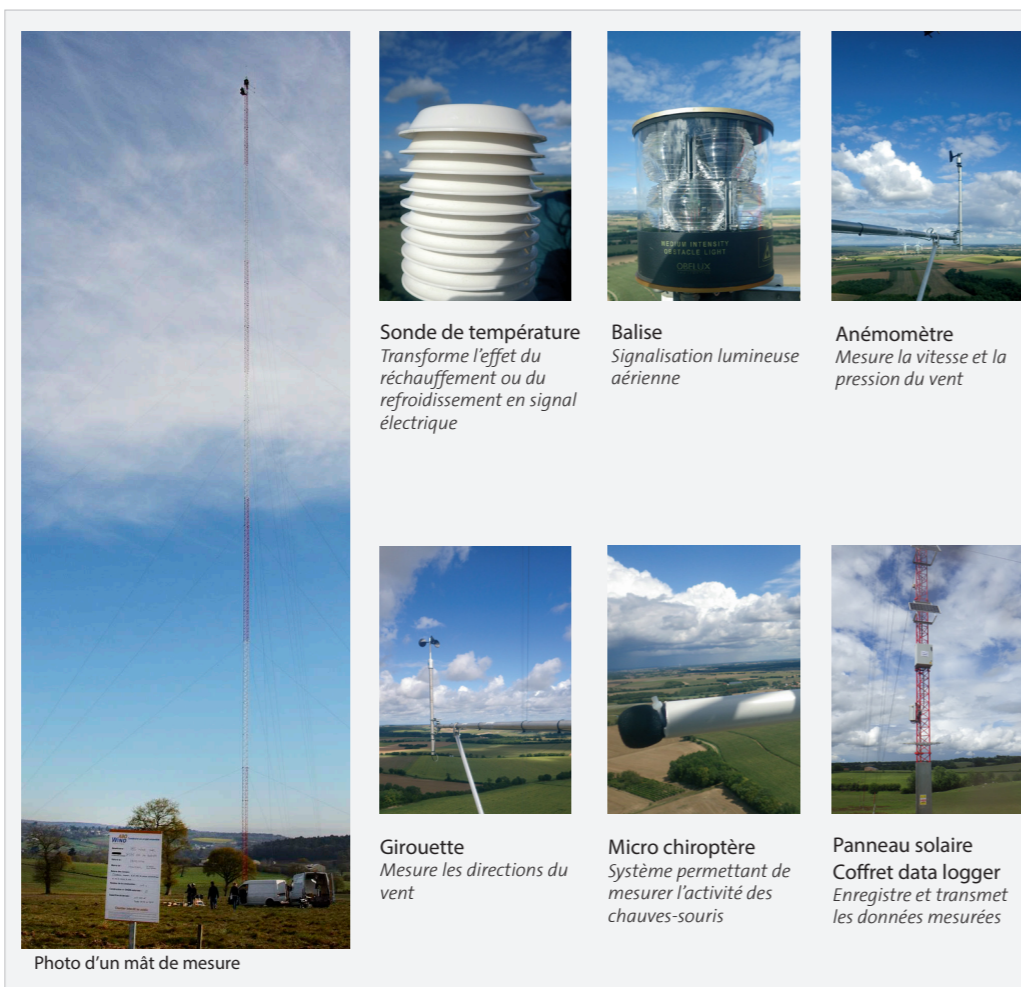 MEDIUM INTENSITY
OBSTACLE LIGHT
OBELUX
Sonde de température
Transforme l'effet du
réchauffement ou du
refroidissement en signal
électrique
Balise
Signalisation lumineuse
aérienne
Anémomètre
Mesure la vitesse et la
pression du vent
Girouette
Mesure les directions du
vent
Micro chiroptère
Système permettant de
mesurer l'activité des
chauves-souris
Panneau solaire
Coffret data logger
Enregistre et transmet
les données mesurées
Photo d'un mât de mesure